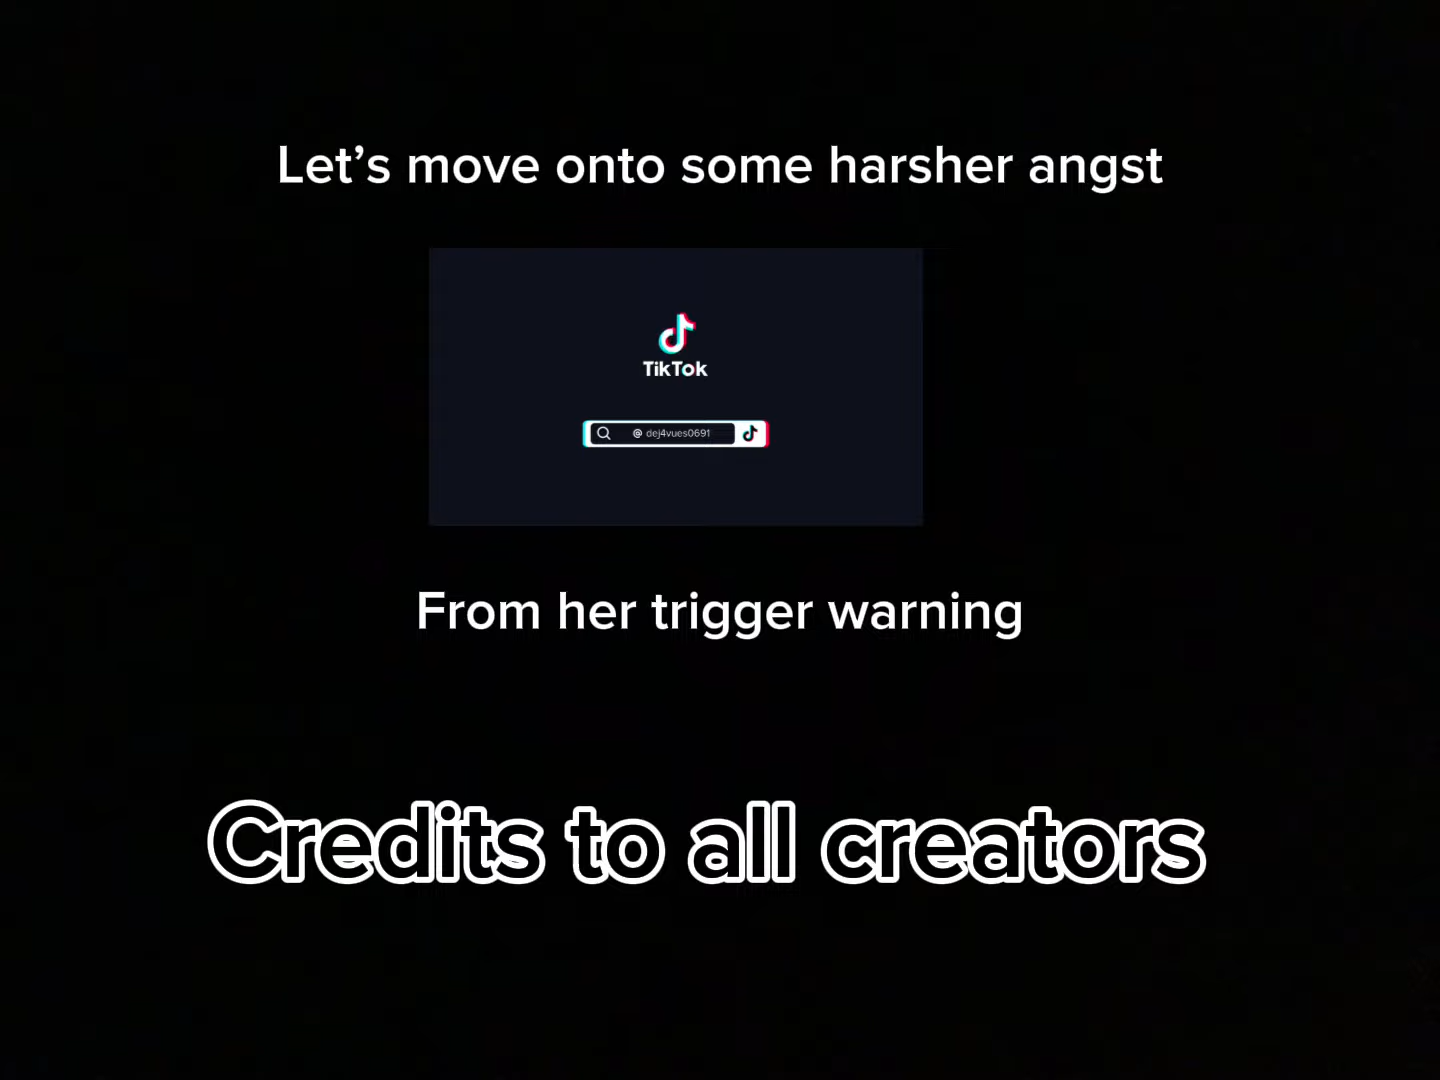 Let’s move onto some harsher angst
TikTok
@ dej4vues0691
From her trigger warning
Credits to all creators